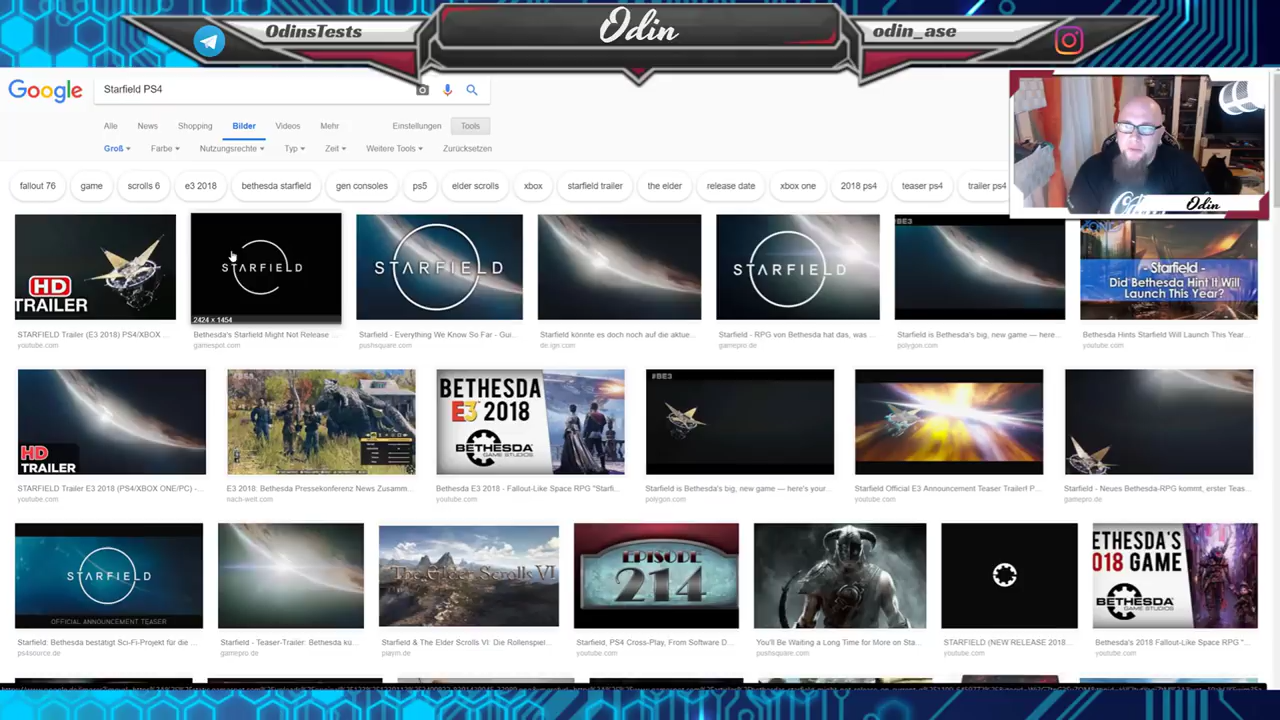 OdinsTests
Odin
odin_ase
Google
Starfield PS4
Alle
News
Shopping
Bilder
Videos
Mehr
Einstellungen
Tools
Groß
Farbe
Nutzungsrechte
Typ
Zeit
Weitere Tools
Zurücksetzen
Odin
fallout 76
game
scrolls 6
e3 2018
bethesda starfield
gen consoles
ps5
elder scrolls
xbox
starfield trailer
the elder
release date
xbox one
2018 ps4
teaser ps4
trailer ps4
HD
TRAILER
STARFIELD
2424 x 1454
STARFIELD
STARFIELD
#BE3
- Starfield -
Did Bethesda Hint It Will
Launch This Year?
STARFIELD Trailer (E3 2018) PS4/XBOX ...
youtube.com
Bethesda's Starfield Might Not Release ...
gamespot.com
Starfield - Everything We Know So Far - Gui...
pushsquare.com
Starfield könnte es doch noch auf die aktue...
de.ign.com
Starfield - RPG von Bethesda hat das, was ...
gamepro.de
Starfield is Bethesda's big, new game — here...
polygon.com
Bethesda Hints Starfield Will Launch This Year...
youtube.com
HD
TRAILER
BETHESDA
E3 2018
BETHESDA
GAME STUDIOS
#BE3
STARFIELD Trailer E3 2018 (PS4/XBOX ONE/PC) -...
youtube.com
E3 2018: Bethesda Pressekonferenz News Zusamm...
nach-welt.com
Bethesda E3 2018 - Fallout-Like Space RPG "Starfi...
youtube.com
Starfield is Bethesda's big, new game — here's your...
polygon.com
Starfield Official E3 Announcement Teaser Trailer! P...
youtube.com
Starfield - Neues Bethesda-RPG kommt, erster Teas...
gamepro.de
STARFIELD
OFFICIAL ANNOUNCEMENT TEASER
The Elder Scrolls VI
EPISODE
214
ETHESDA'S
018 GAME
BETHESDA
GAME STUDIOS
Starfield: Bethesda bestätigt Sci-Fi-Projekt für die ...
ps4source.de
Starfield - Teaser-Trailer: Bethesda ku...
gamepro.de
Starfield & The Elder Scrolls VI: Die Rollenspiel...
playm.de
Starfield, PS4 Cross-Play, From Software D...
youtube.com
You'll Be Waiting a Long Time for More on Sta...
pushsquare.com
STARFIELD (NEW RELEASE 2018...
youtube.com
Bethesda's 2018 Fallout-Like Space RPG "...
youtube.com